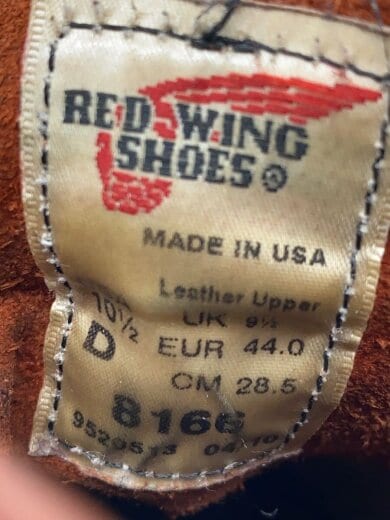 RED WING
SHOES ®
MADE IN USA
Leather Upper
10½ UK 9½
D EUR 44.0
CM 28.5
8166